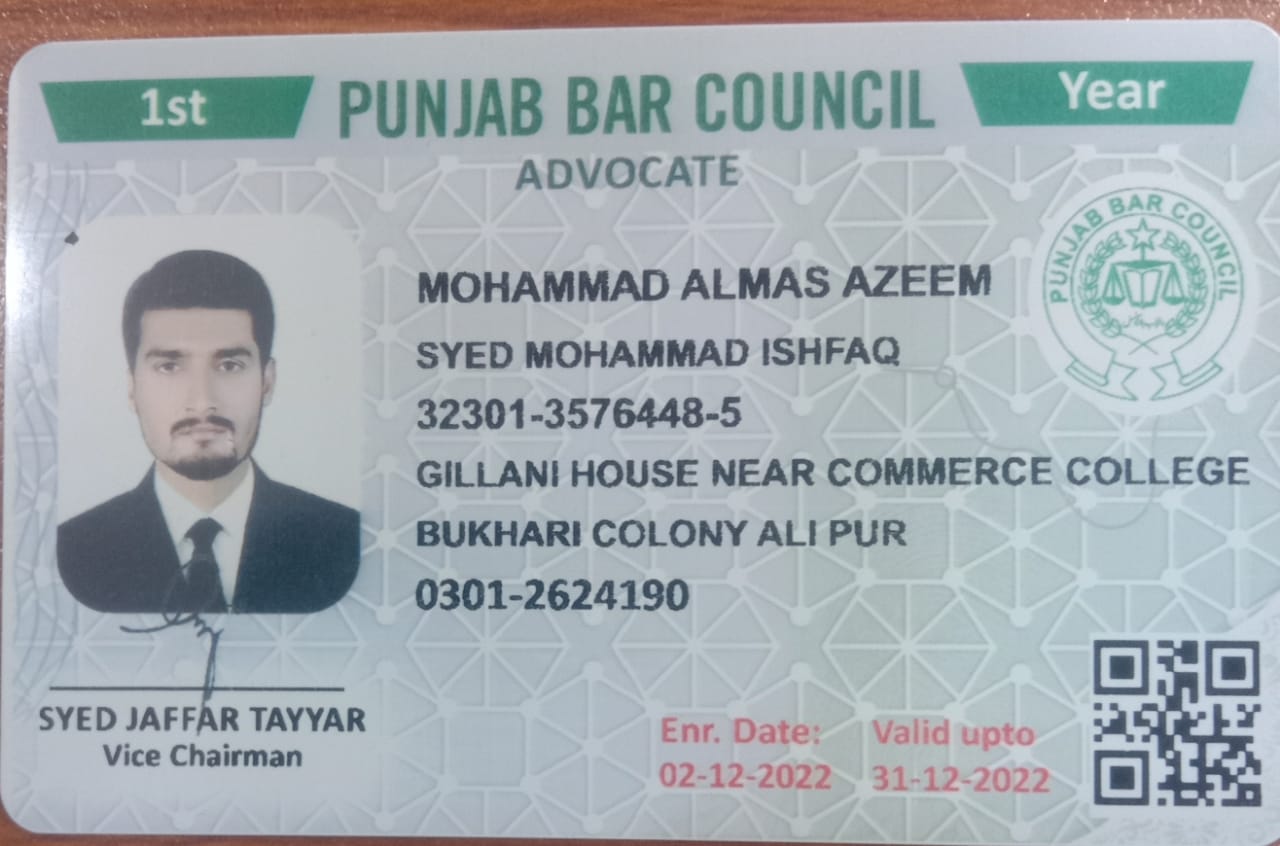 1st PUNJAB BAR COUNCIL Year
ADVOCATE
PUNJAB BAR COUNCIL
MOHAMMAD ALMAS AZEEM
SYED MOHAMMAD ISHFAQ
32301-3576448-5
GILLANI HOUSE NEAR COMMERCE COLLEGE
BUKHARI COLONY ALI PUR
0301-2624190
SYED JAFFAR TAYYAR
Vice Chairman
Enr. Date: Valid upto
02-12-2022 31-12-2022